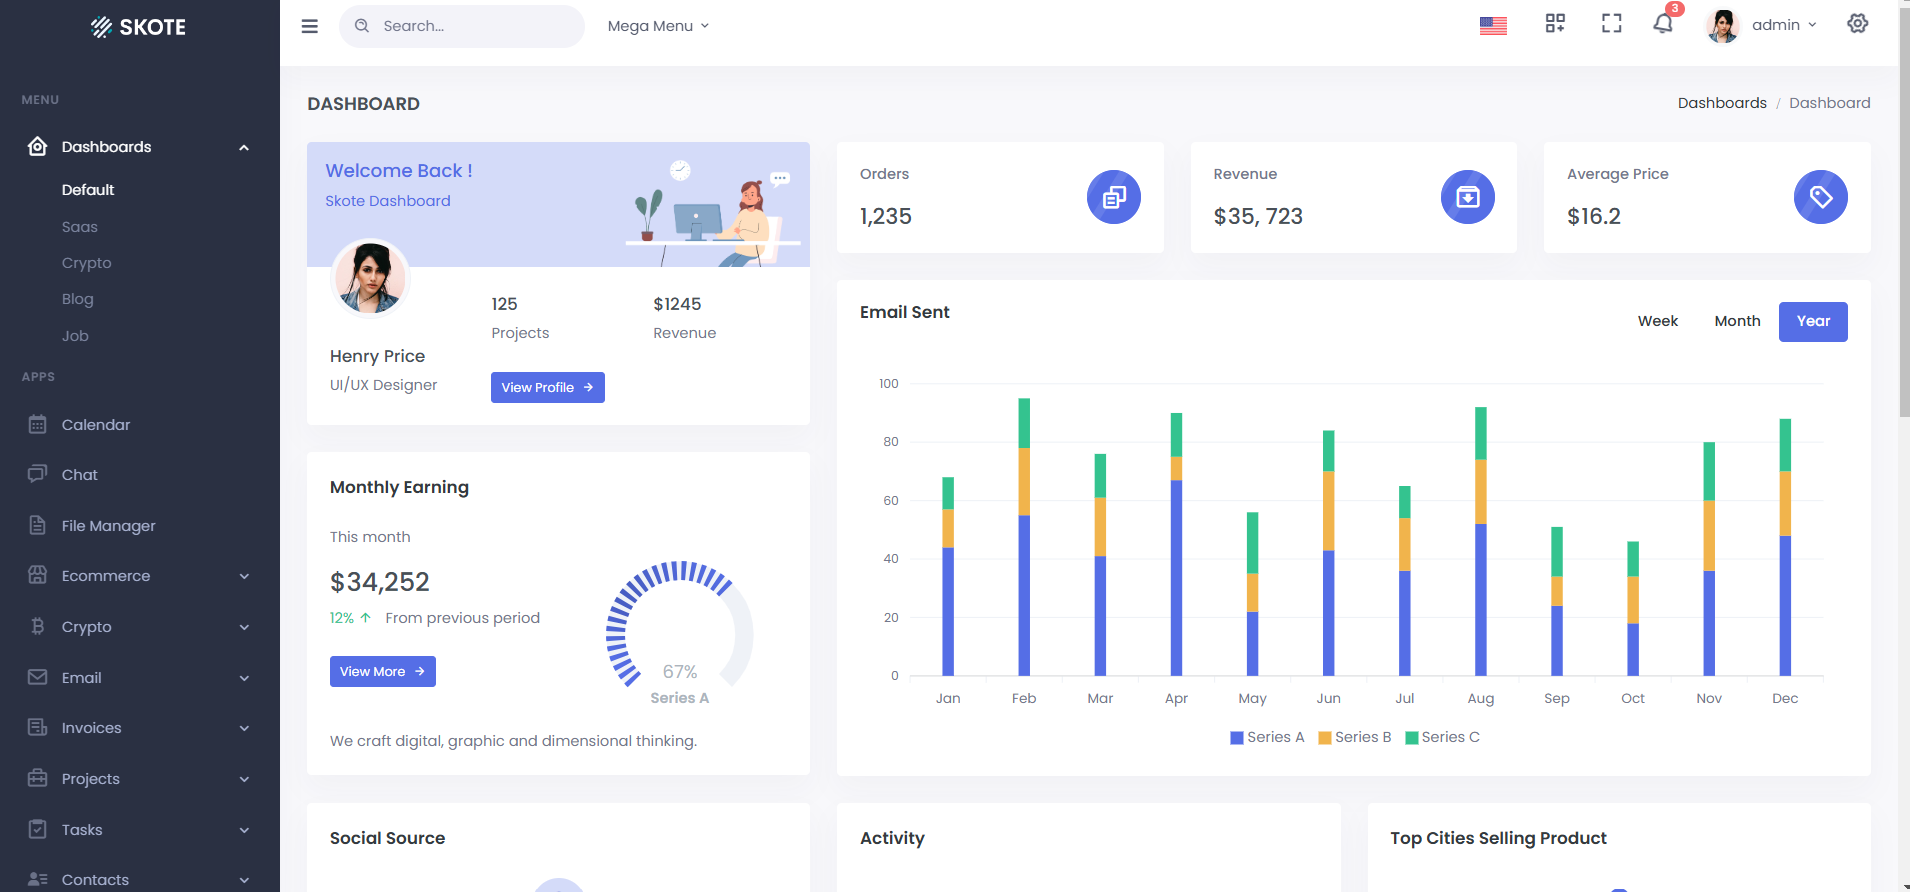 SKOTE
Search...
Mega Menu
3
admin
MENU
Dashboards
Default
Saas
Crypto
Blog
Job
APPS
Calendar
Chat
File Manager
Ecommerce
Crypto
Email
Invoices
Projects
Tasks
Contacts
DASHBOARD
Dashboards / Dashboard
Welcome Back !
Skote Dashboard
125
Projects
$1245
Revenue
Henry Price
UI/UX Designer
View Profile →
Orders
1,235
Revenue
$35, 723
Average Price
$16.2
Monthly Earning
This month
$34,252
12% ↑ From previous period
View More →
67%
Series A
We craft digital, graphic and dimensional thinking.
Email Sent
Week Month Year
100
80
60
40
20
0
Jan Feb Mar Apr May Jun Jul Aug Sep Oct Nov Dec
Series A Series B Series C
Social Source
Activity
Top Cities Selling Product